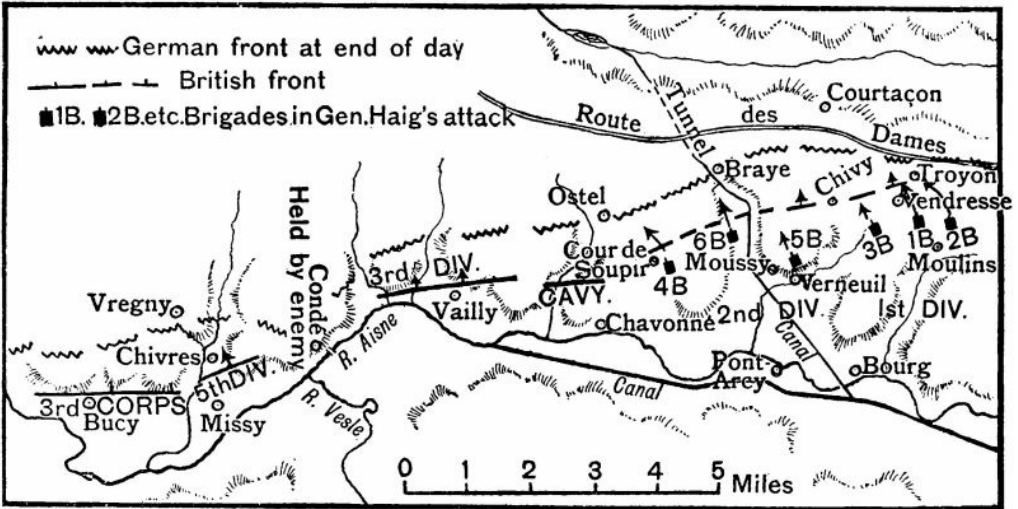 German front at end of day
British front
1B. 2B.etc.Brigades in Gen.Haig's attack
Courtaçon
Route des Dames
Tunnel
Braye
Chivy
Troyon
Vendresse
Ostel
Held by enemy
Condé
3rd DIV.
Cour de
Soupir
6B
5B
3B
1B
2B
Moussy
Moulins
4B
Verneuil
CAVY.
Vregny
Vailly
Chavonne
2nd DIV.
1st DIV.
R. Aisne
Chivres
5th DIV.
Canal
Pont-
Arcy
Bourg
3rd CORPS
Bucy
Missy
R. Vesle
Canal
0 1 2 3 4 5
Miles